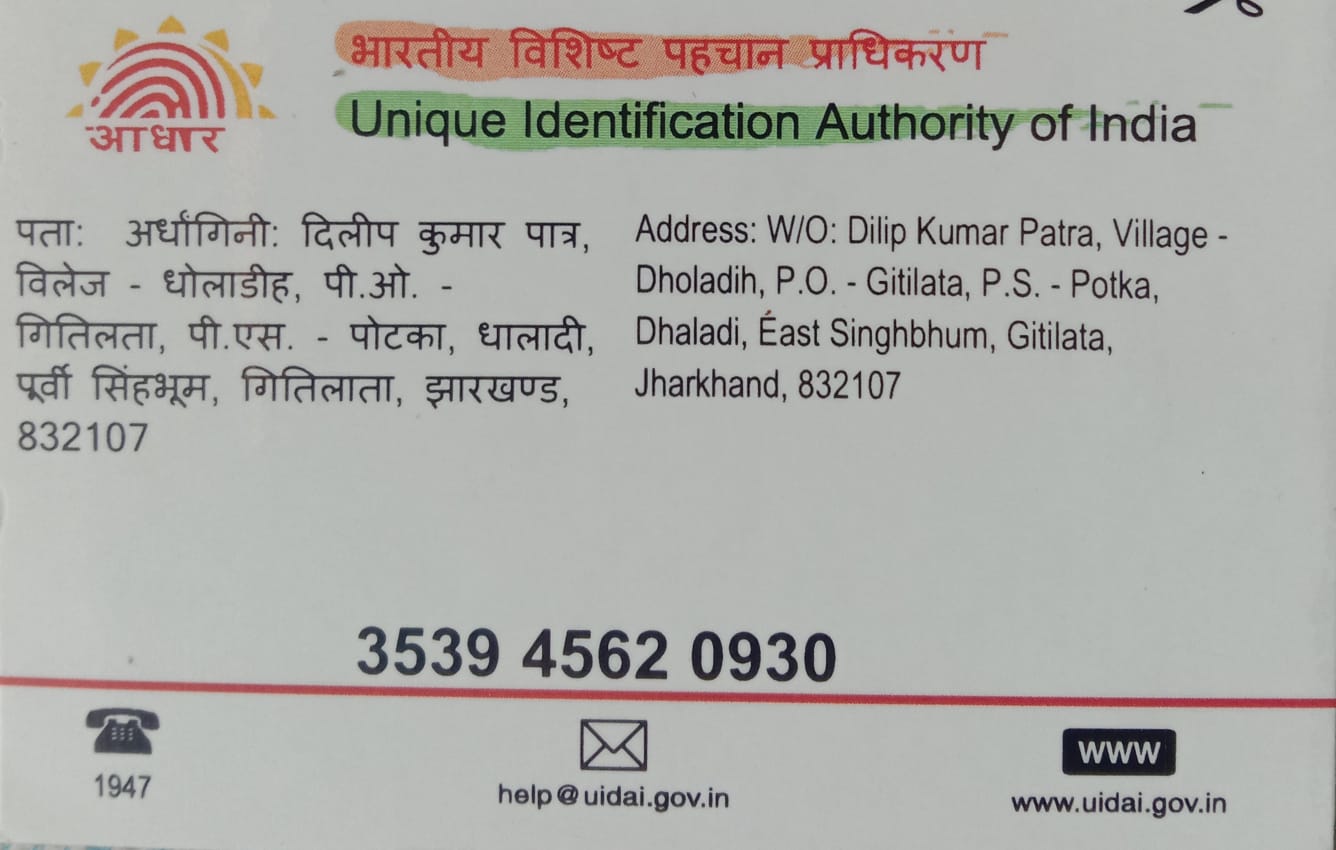 आधार
भारतीय विशिष्ट पहचान प्राधिकरण
Unique Identification Authority of India
पता: अर्धांगिनी: दिलीप कुमार पात्र,
विलेज - धोलाडीह, पी.ओ. -
गितिलता, पी.एस. - पोटका, धालादी,
पूर्वी सिंहभूम, गितिलाता, झारखण्ड,
832107
Address: W/O: Dilip Kumar Patra, Village -
Dholadih, P.O. - Gitilata, P.S. - Potka,
Dhaladi, East Singhbhum, Gitilata,
Jharkhand, 832107
3539 4562 0930
1947
help@uidai.gov.in
www
www.uidai.gov.in